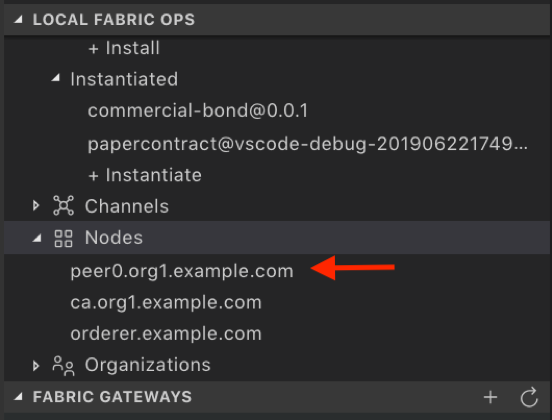 LOCAL FABRIC OPS
+ Install
Instantiated
commercial-bond@0.0.1
papercontract@vscode-debug-201906221749...
+ Instantiate
Channels
Nodes
peer0.org1.example.com
ca.org1.example.com
orderer.example.com
Organizations
FABRIC GATEWAYS